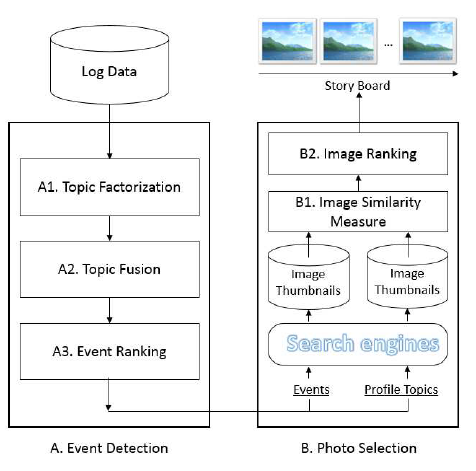 Log Data
A1. Topic Factorization
A2. Topic Fusion
A3. Event Ranking
A. Event Detection
...
Story Board
B2. Image Ranking
B1. Image Similarity
Measure
Image
Thumbnails
Image
Thumbnails
Search engines
Events
Profile Topics
B. Photo Selection